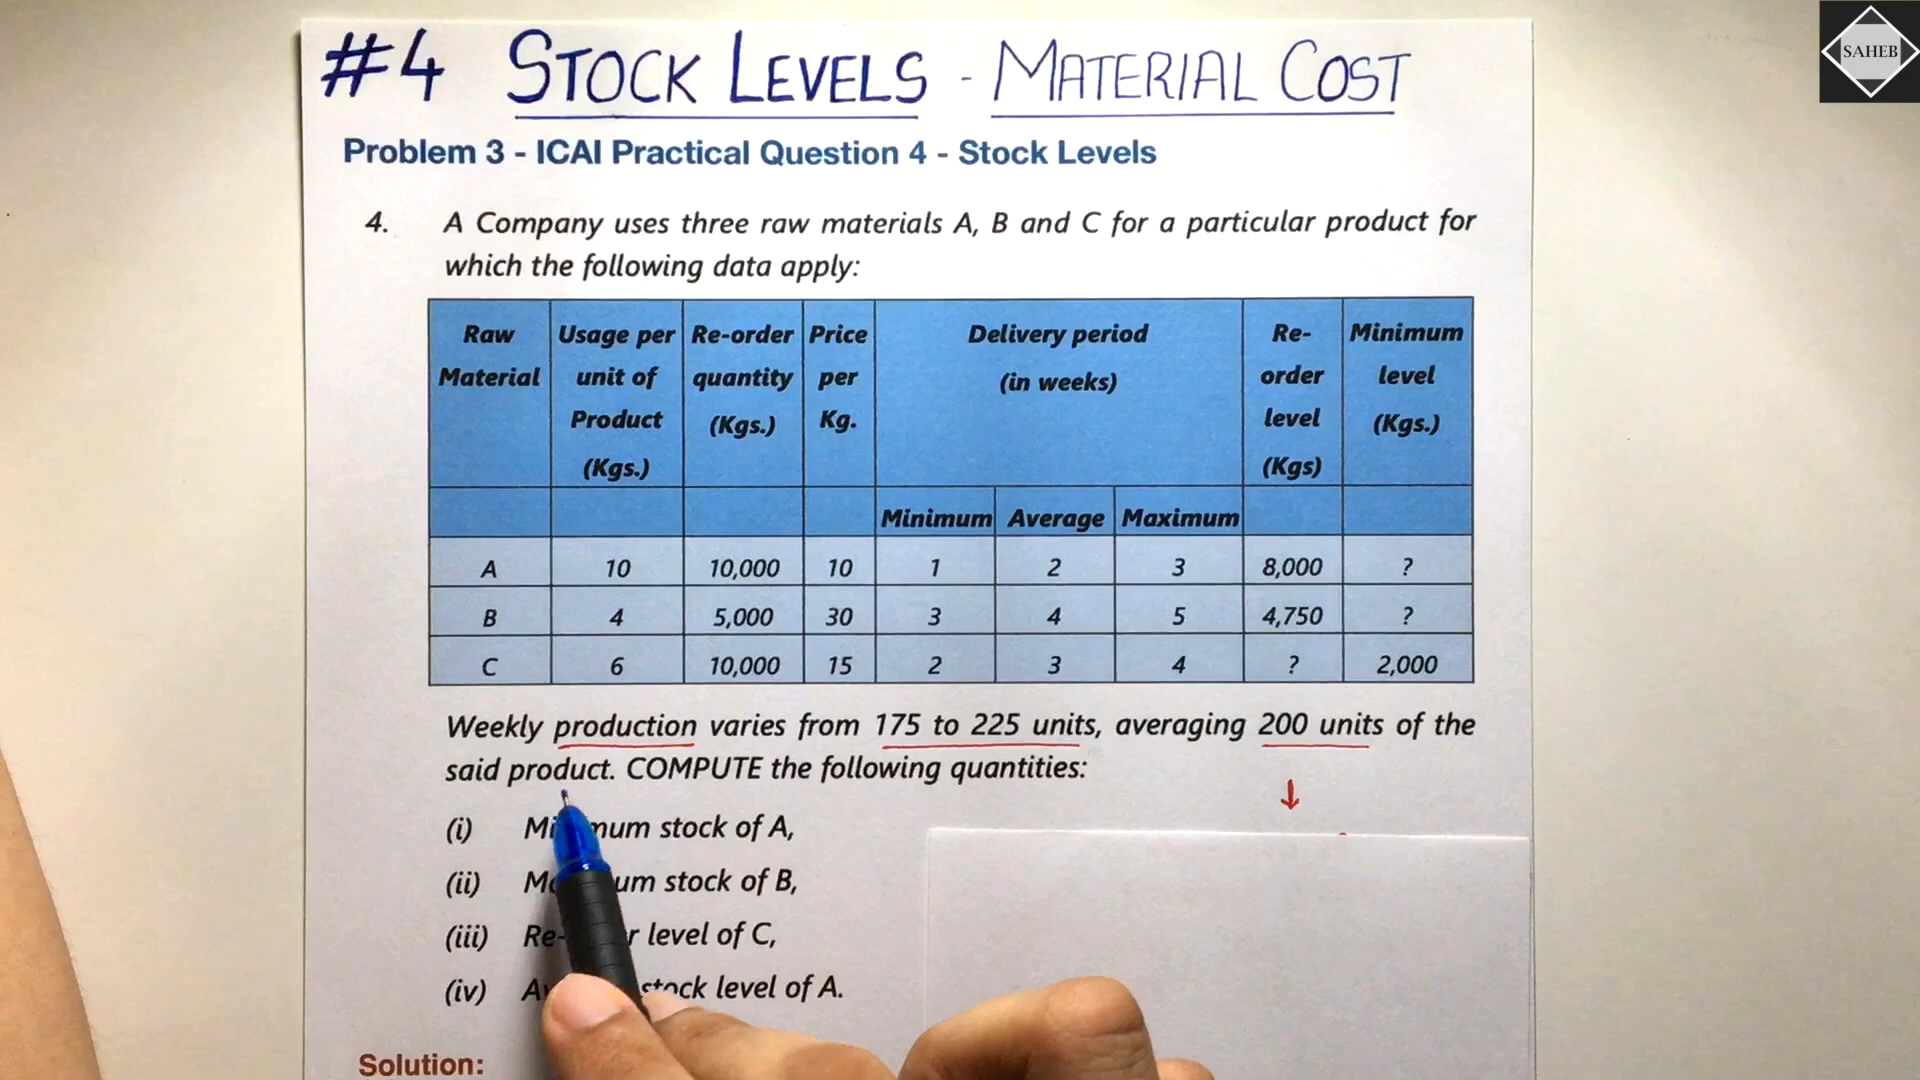 #4 STOCK LEVELS - MATERIAL COST
SAHEB
Problem 3 - ICAI Practical Question 4 - Stock Levels
4. A Company uses three raw materials A, B and C for a particular product for
which the following data apply:
Raw Material Usage per unit of Product (Kgs.) Re-order quantity (Kgs.) Price per Kg. Delivery period (in weeks) Re-order level (Kgs) Minimum level (Kgs.)
Minimum Average Maximum
A 10 10,000 10 1 2 3 8,000 ?
B 4 5,000 30 3 4 5 4,750 ?
C 6 10,000 15 2 3 4 ? 2,000
Weekly production varies from 175 to 225 units, averaging 200 units of the
said product. COMPUTE the following quantities:
(i) stock of A,
(ii) stock of B,
(iii) level of C,
(iv) stock level of A.
Solution: